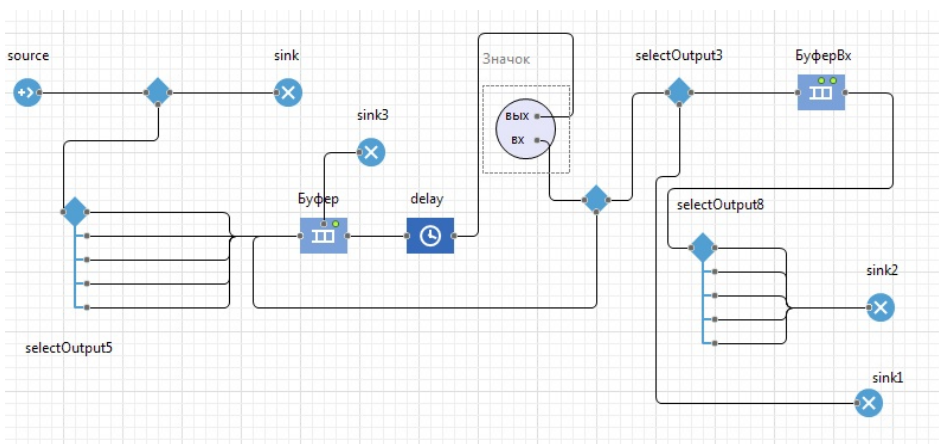 source
sink
Значок
selectOutput3
БуферВх
sink3
вых
вх
Буфер
delay
selectOutput8
sink2
selectOutput5
sink1